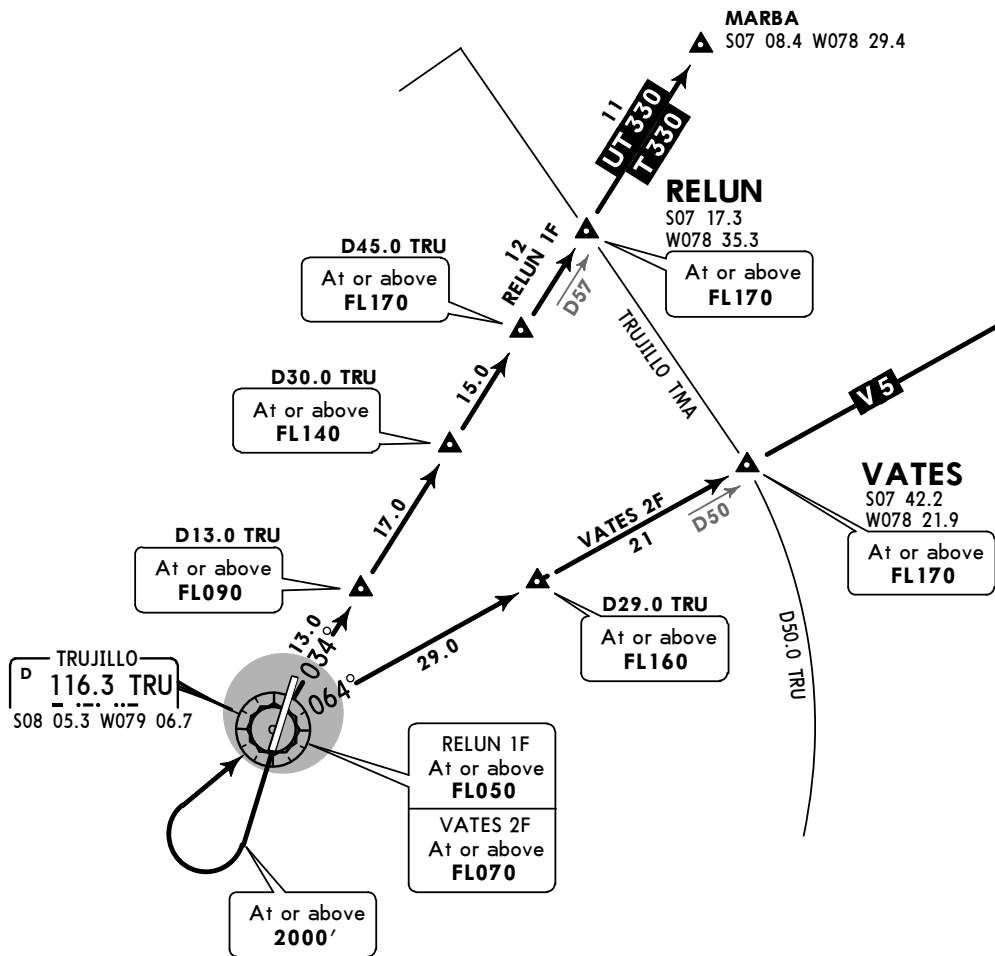 MARBA
S07 08.4 W078 29.4
11
UT 330
T 330
RELUN
S07 17.3
W078 35.3
At or above
FL170
D45.0 TRU
At or above
FL170
12
RELUN 1F
D57
TRUJILLO TMA
D30.0 TRU
At or above
FL140
15.0
V 5
VATES
S07 42.2
W078 21.9
At or above
FL170
VATES 2F
21
D50
D13.0 TRU
At or above
FL090
17.0
D29.0 TRU
At or above
FL160
D50.0 TRU
13.0
034°
064°
29.0
TRUJILLO
D 116.3 TRU
S08 05.3 W079 06.7
RELUN 1F
At or above
FL050
VATES 2F
At or above
FL070
At or above
2000'